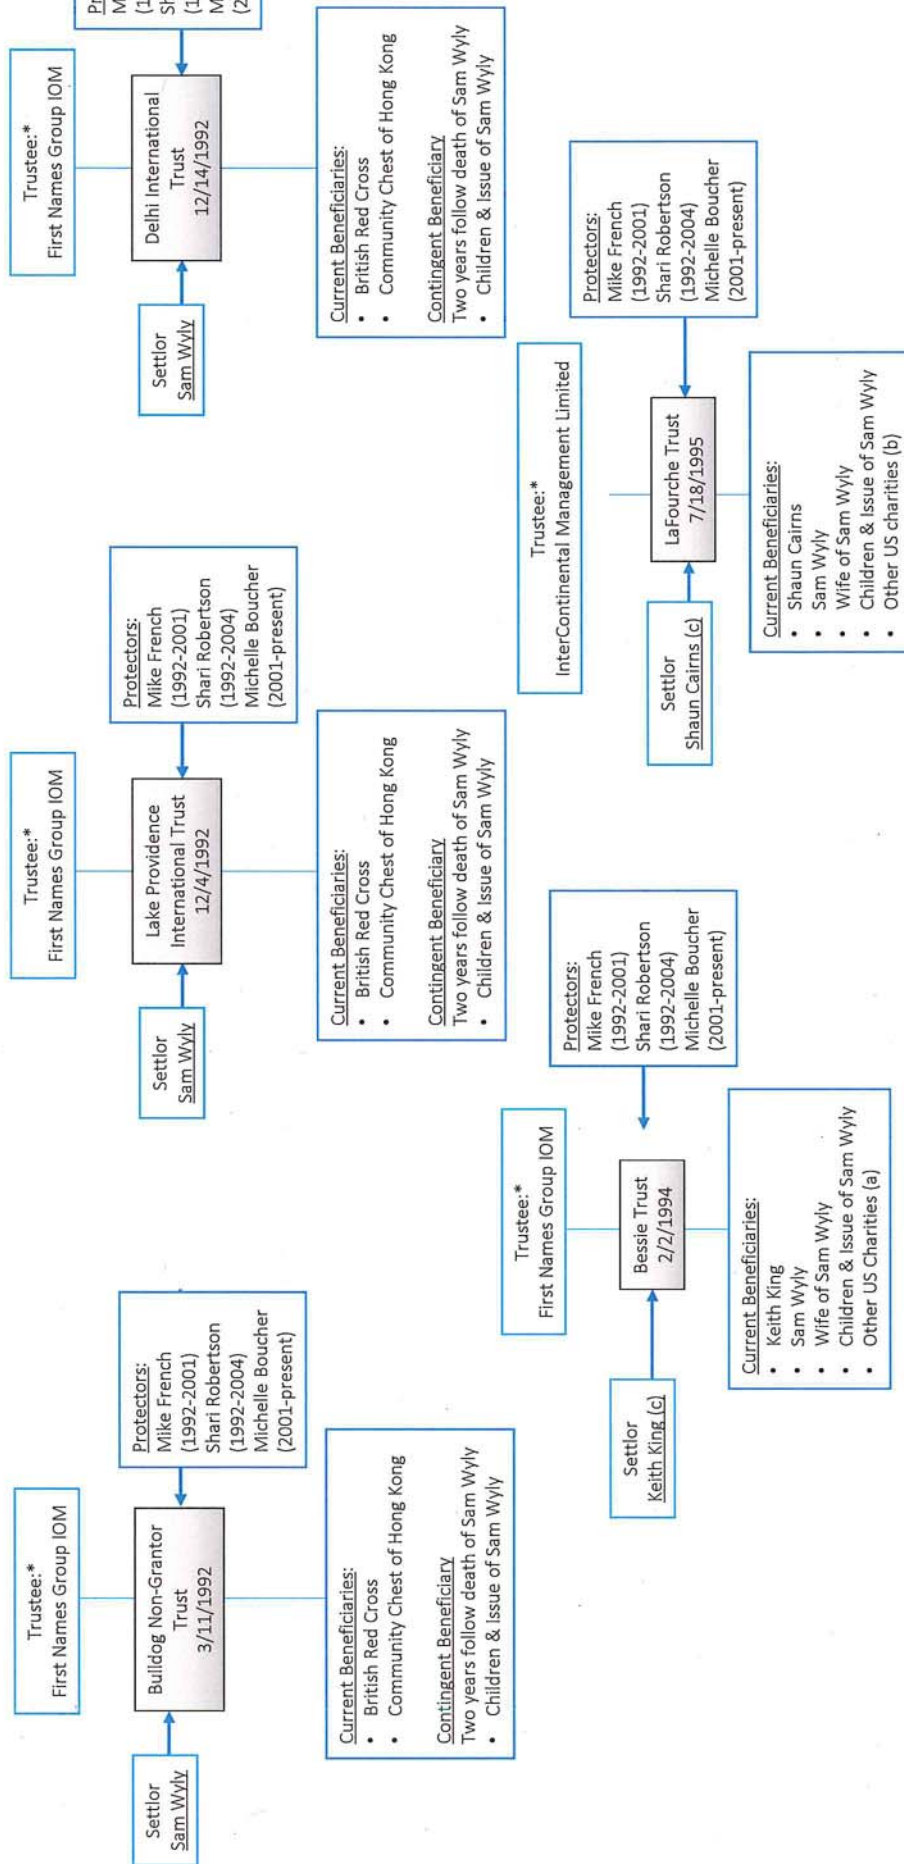 Trustee:*
First Names Group IOM
Settlor
Sam Wyly
Bulldog Non-Grantor
Trust
3/11/1992
Protectors:
Mike French
(1992-2001)
Shari Robertson
(1992-2004)
Michelle Boucher
(2001-present)
Current Beneficiaries:
• British Red Cross
• Community Chest of Hong Kong
Contingent Beneficiary
Two years follow death of Sam Wyly
• Children & Issue of Sam Wyly
Trustee:*
First Names Group IOM
Settlor
Sam Wyly
Lake Providence
International Trust
12/4/1992
Protectors:
Mike French
(1992-2001)
Shari Robertson
(1992-2004)
Michelle Boucher
(2001-present)
Current Beneficiaries:
• British Red Cross
• Community Chest of Hong Kong
Contingent Beneficiary
Two years follow death of Sam Wyly
• Children & Issue of Sam Wyly
Trustee:*
First Names Group IOM
Settlor
Sam Wyly
Delhi International
Trust
12/14/1992
Current Beneficiaries:
• British Red Cross
• Community Chest of Hong Kong
Contingent Beneficiary
Two years follow death of Sam Wyly
• Children & Issue of Sam Wyly
Trustee:*
First Names Group IOM
Settlor
Keith King (c)
Bessie Trust
2/2/1994
Protectors:
Mike French
(1992-2001)
Shari Robertson
(1992-2004)
Michelle Boucher
(2001-present)
Current Beneficiaries:
• Keith King
• Sam Wyly
• Wife of Sam Wyly
• Children & Issue of Sam Wyly
• Other US Charities (a)
Trustee:*
InterContinental Management Limited
Settlor
Shaun Cairns (c)
LaFourche Trust
7/18/1995
Protectors:
Mike French
(1992-2001)
Shari Robertson
(1992-2004)
Michelle Boucher
(2001-present)
Current Beneficiaries:
• Shaun Cairns
• Sam Wyly
• Wife of Sam Wyly
• Children & Issue of Sam Wyly
• Other US charities (b)